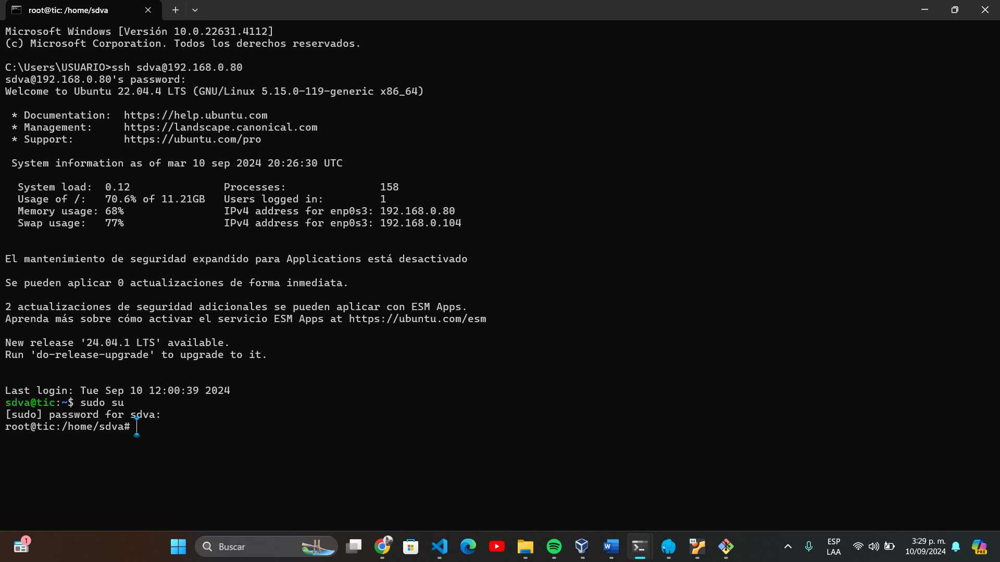 root@tic: /home/sdva
Microsoft Windows [Versión 10.0.22631.4112]
(c) Microsoft Corporation. Todos los derechos reservados.
C:\Users\USUARIO>ssh sdva@192.168.0.80
sdva@192.168.0.80's password:
Welcome to Ubuntu 22.04.4 LTS (GNU/Linux 5.15.0-119-generic x86_64)
* Documentation:  https://help.ubuntu.com
* Management:     https://landscape.canonical.com
* Support:        https://ubuntu.com/pro
System information as of mar 10 sep 2024 20:26:30 UTC
System load:  0.12               Processes:               158
Usage of /:   70.6% of 11.21GB   Users logged in:         1
Memory usage: 68%                IPv4 address for enp0s3: 192.168.0.80
Swap usage:   77%                IPv4 address for enp0s3: 192.168.0.104
El mantenimiento de seguridad expandido para Applications está desactivado
Se pueden aplicar 0 actualizaciones de forma inmediata.
2 actualizaciones de seguridad adicionales se pueden aplicar con ESM Apps.
Aprenda más sobre cómo activar el servicio ESM Apps at https://ubuntu.com/esm
New release '24.04.1 LTS' available.
Run 'do-release-upgrade' to upgrade to it.
Last login: Tue Sep 10 12:00:39 2024
sdva@tic:~$ sudo su
[sudo] password for sdva:
root@tic:/home/sdva#
1
Buscar
W
64
ESP
LAA
3:29 p. m.
10/09/2024
PRE